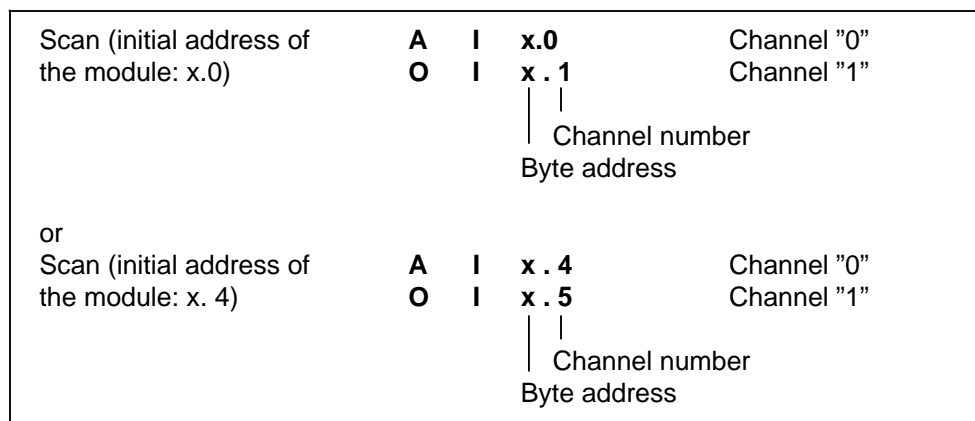 Scan (initial address of A I x.0 Channel ”0”
the module: x.0) O I x . 1 Channel ”1”
Channel number
Byte address
or
Scan (initial address of A I x . 4 Channel ”0”
the module: x. 4) O I x . 5 Channel ”1”
Channel number
Byte address